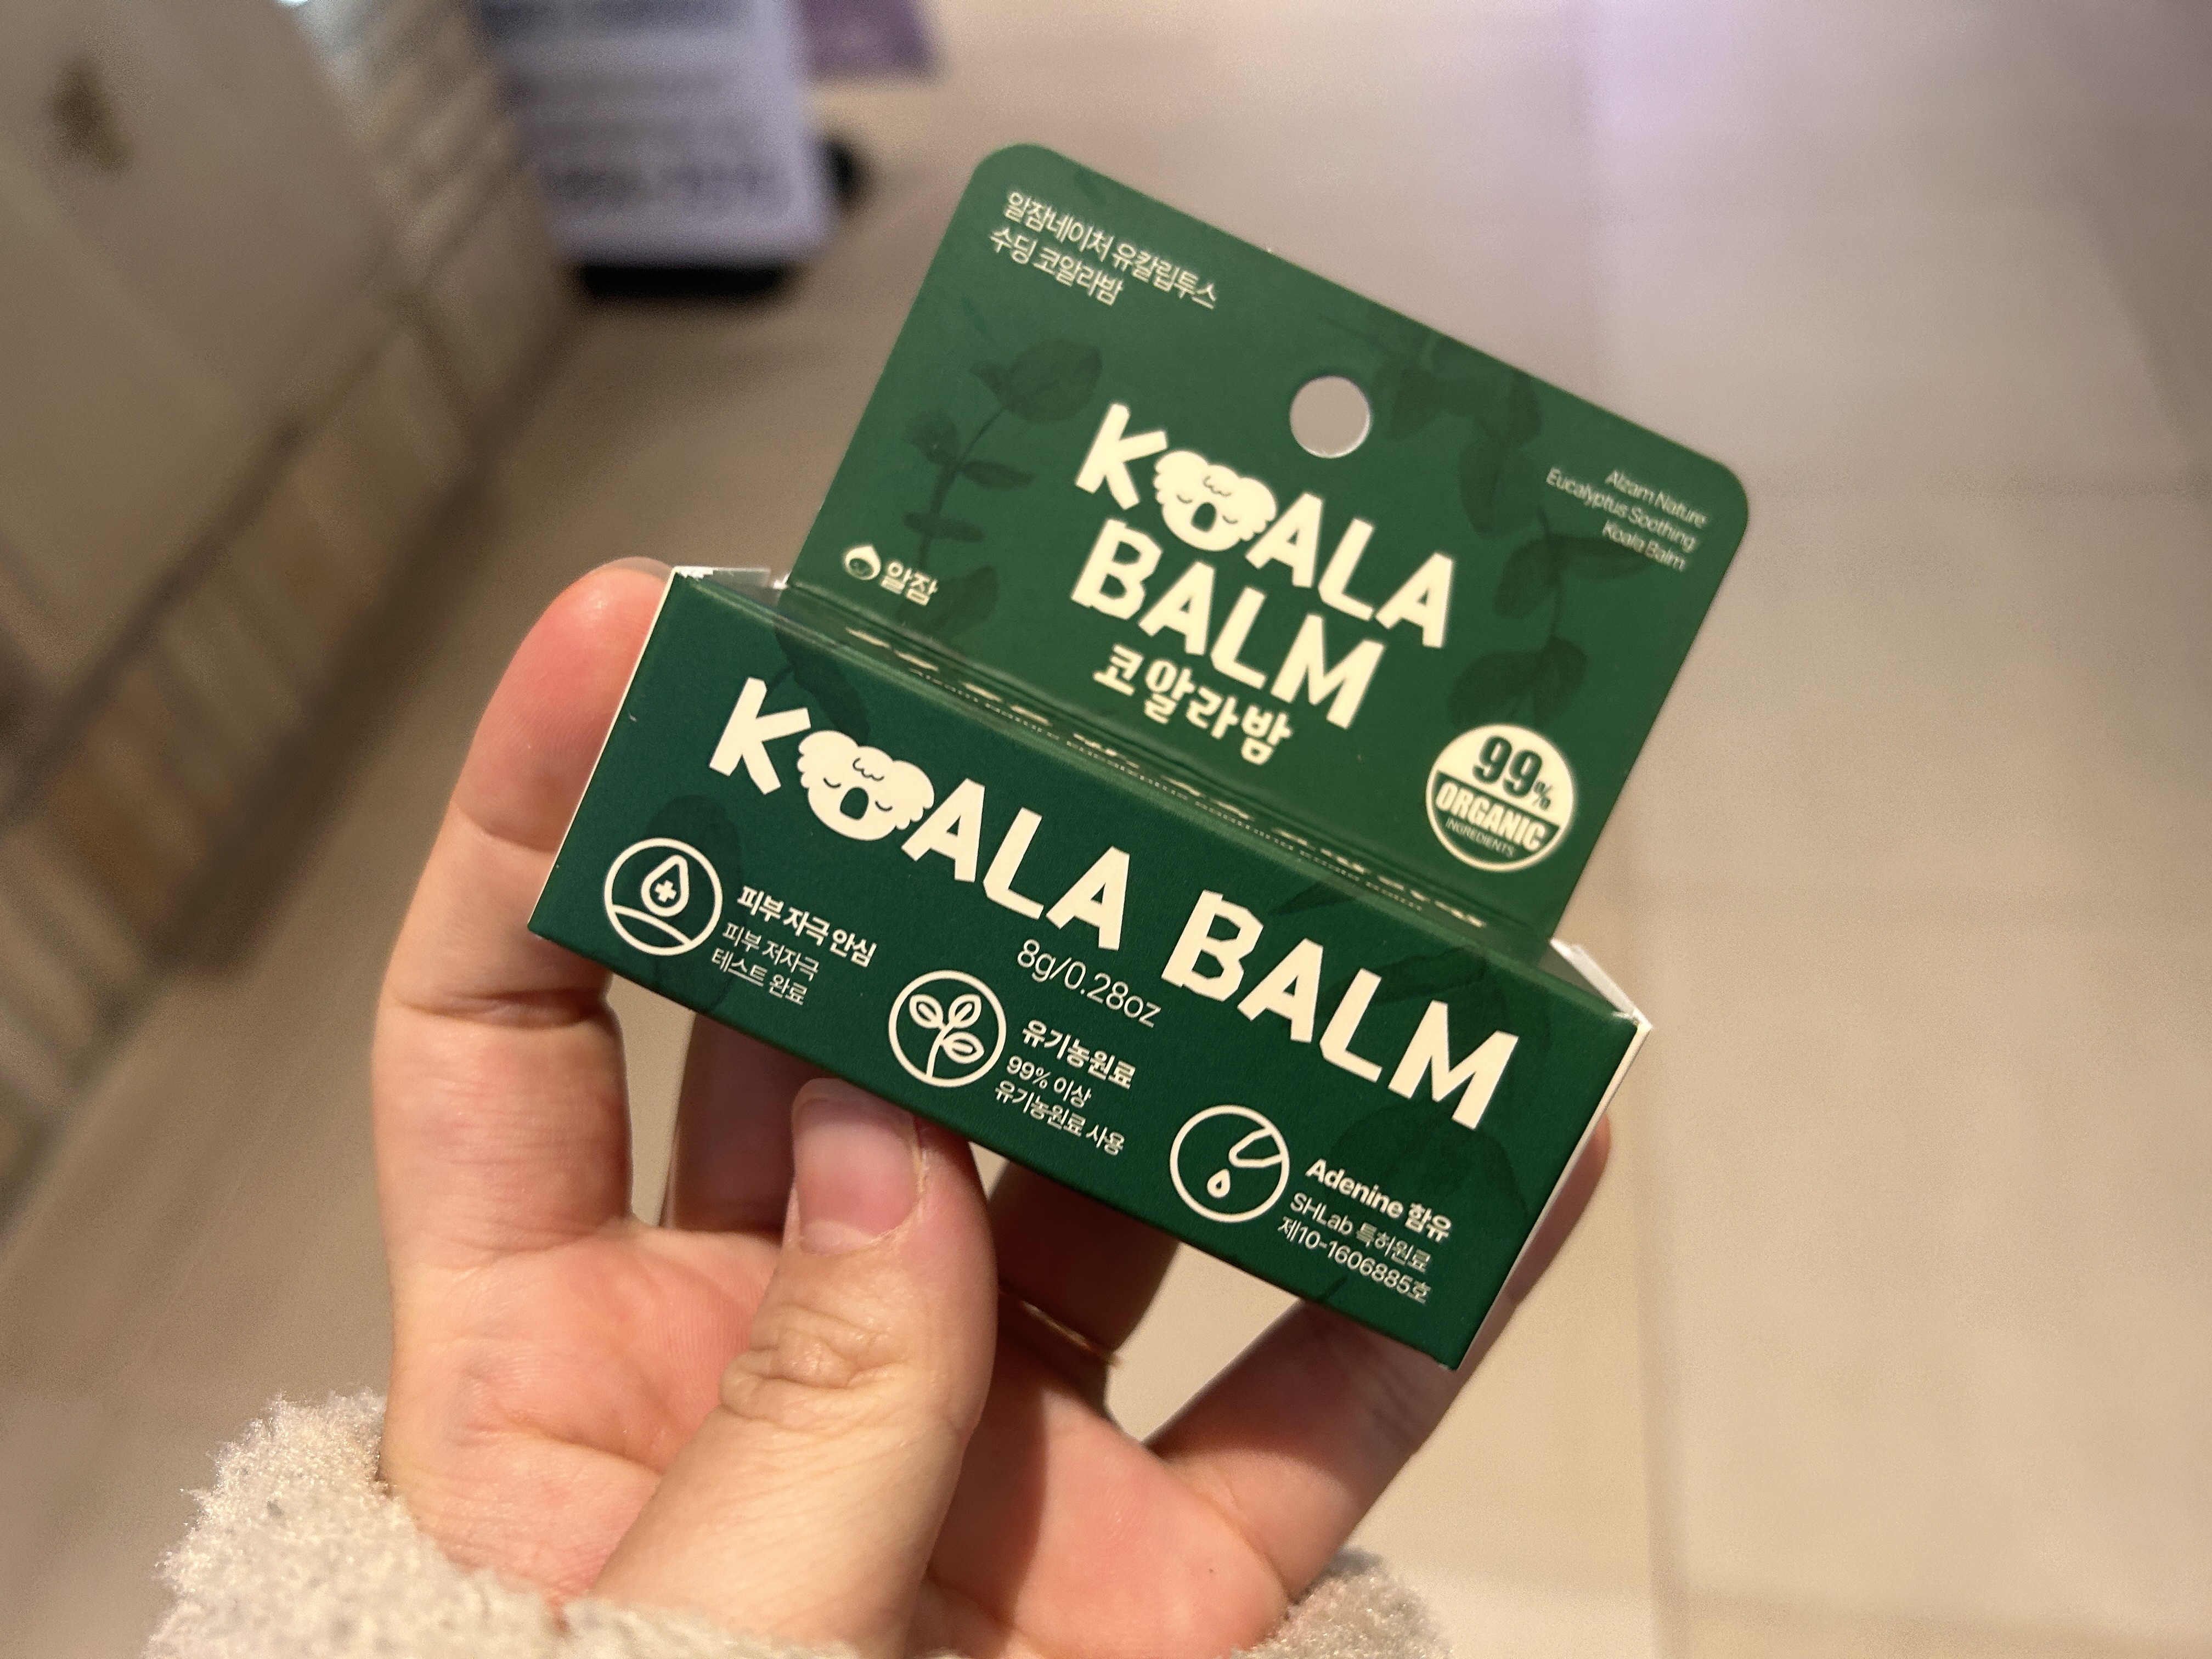 알잠네이처 유칼립투스
수딩 코알라밤
KOALA
BALM
코알라밤
Alzam Nature
Eucalyptus Soothing
Koala Balm
알잠
99%
ORGANIC
INGREDIENTS
KOALA BALM
8g/0.28oz
피부 자극 안심
피부 저자극
테스트 완료
유기농원료
99% 이상
유기농원료 사용
Adenine 함유
SHLab 특허원료
제10-1606885호